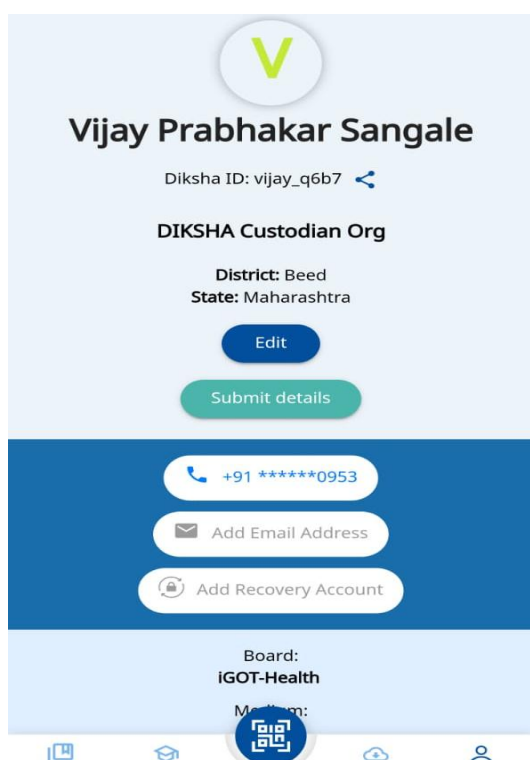 V
Vijay Prabhakar Sangale
Diksha ID: vijay_q6b7
DIKSHA Custodian Org
District: Beed
State: Maharashtra
Edit
Submit details
+91 ******0953
Add Email Address
Add Recovery Account
Board:
iGOT-Health